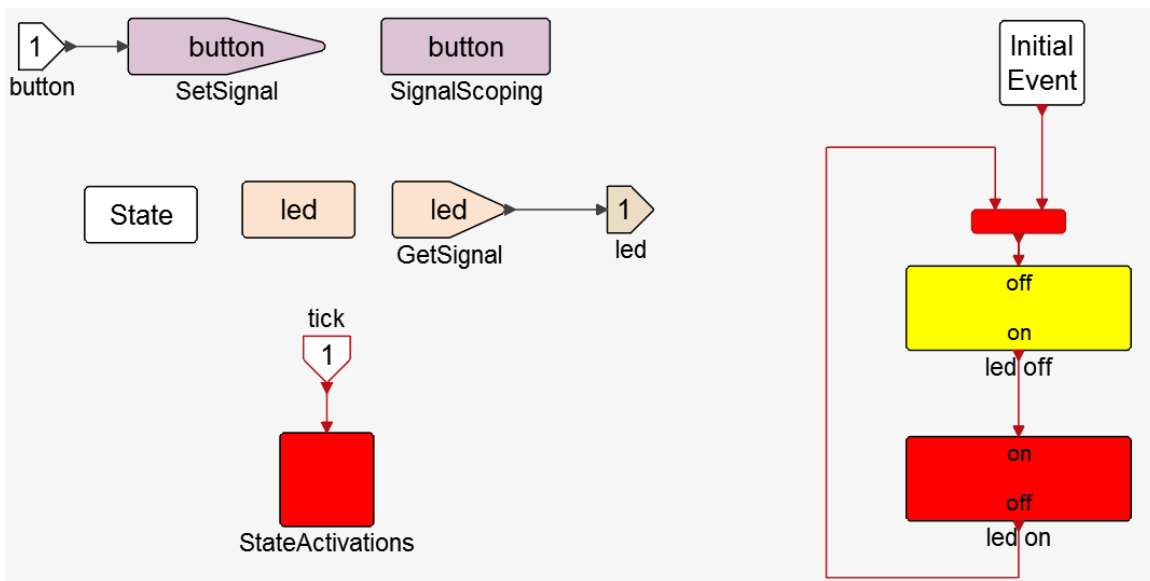 1
button
button
SetSignal
button
SignalScoping
Initial
Event
State
led
led
GetSignal
1
led
tick
1
StateActivations
off
on
led off
on
off
led on